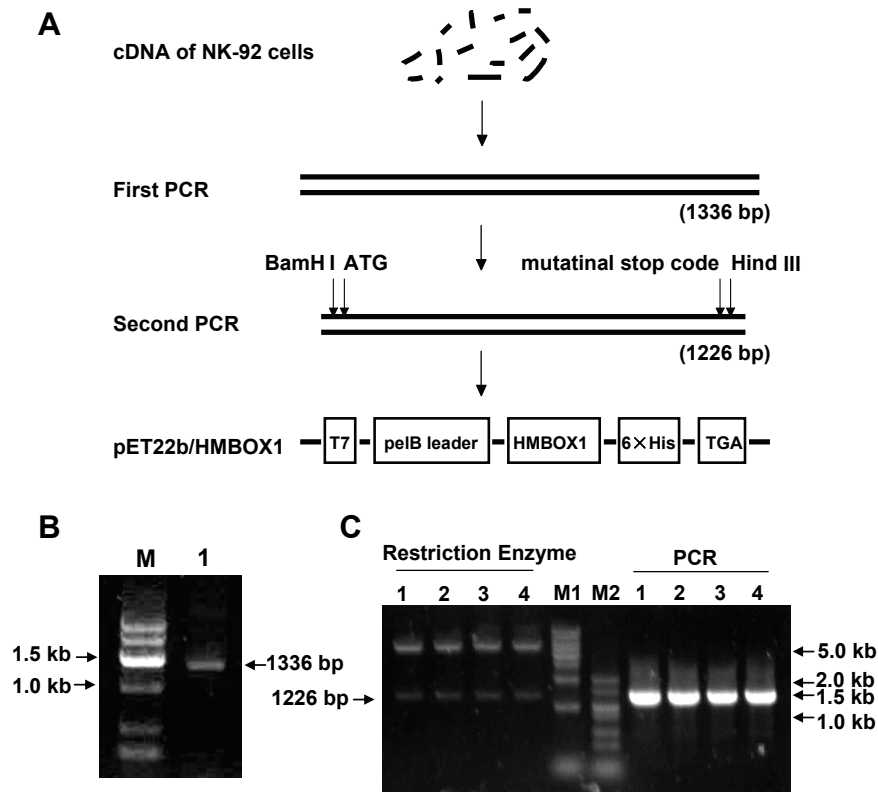 A
cDNA of NK-92 cells
First PCR
(1336 bp)
BamH I ATG mutatinal stop code Hind III
Second PCR
(1226 bp)
pET22b/HMBOX1 T7 pelB leader HMBOX1 6×His TGA
B
M 1
1.5 kb
1336 bp
1.0 kb
C
Restriction Enzyme PCR
1 2 3 4 M1 M2 1 2 3 4
5.0 kb
2.0 kb
1226 bp 1.5 kb
1.0 kb